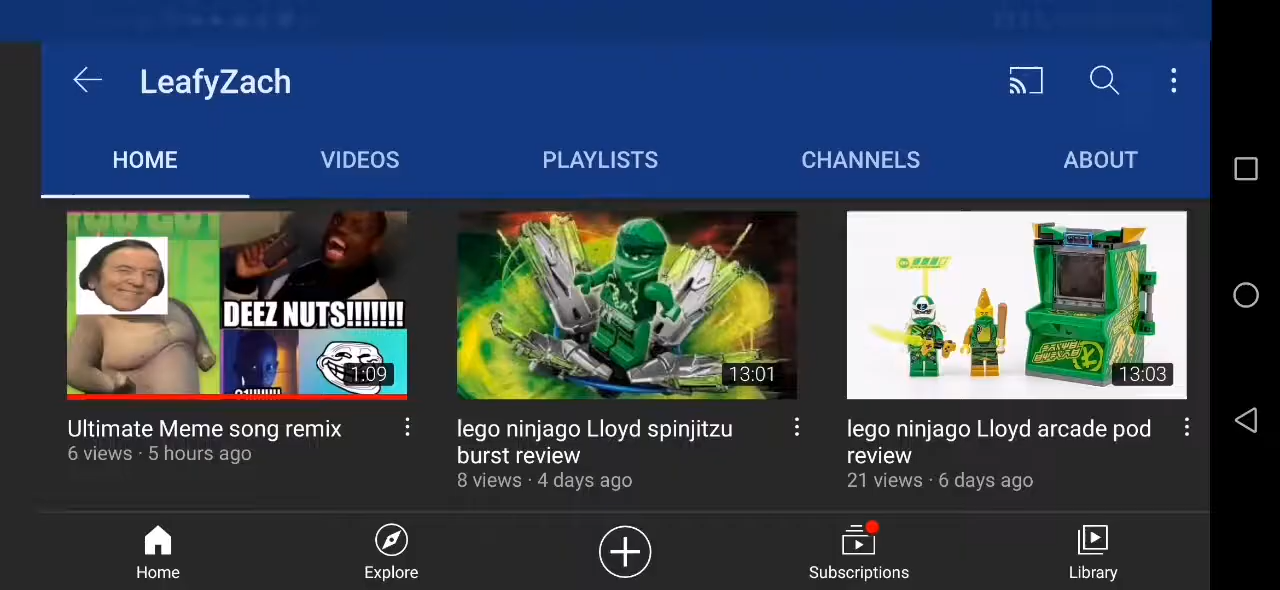 LeafyZach
HOME VIDEOS PLAYLISTS CHANNELS ABOUT
DEEZ NUTS!!!!!!!
1:09
13:01
13:03
Ultimate Meme song remix
6 views · 5 hours ago
lego ninjago Lloyd spinjitzu
burst review
8 views · 4 days ago
lego ninjago Lloyd arcade pod
review
21 views · 6 days ago
Home Explore Subscriptions Library